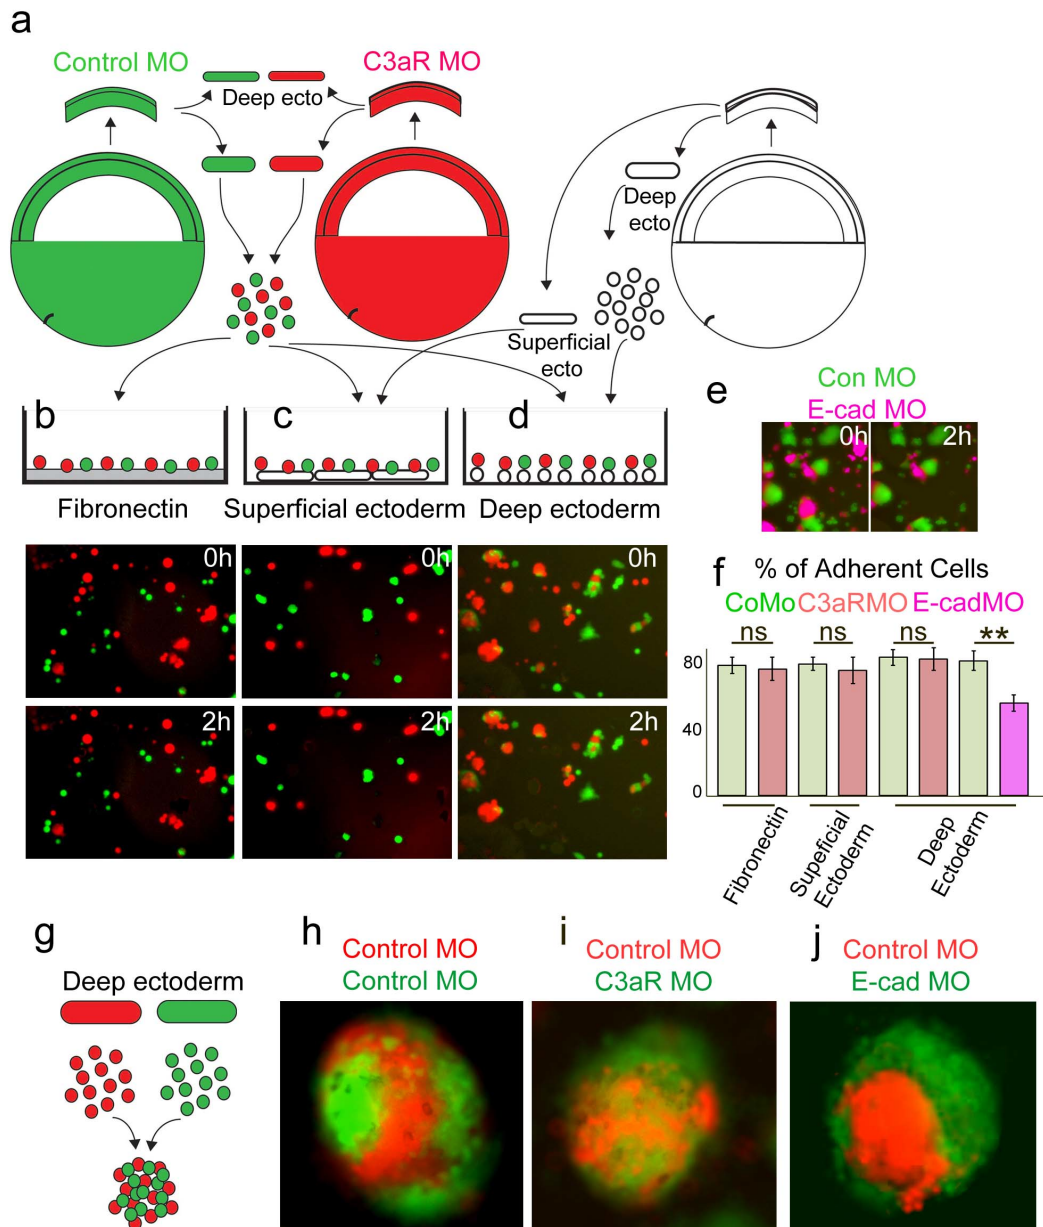 a
Control MO
C3aR MO
Deep ecto
Deep
ecto
Superficial
ecto
b
c
d
Fibronectin
Superficial ectoderm
Deep ectoderm
0h
0h
0h
2h
2h
2h
e
Con MO
E-cad MO
0h
2h
f
% of Adherent Cells
CoMo C3aRMO E-cadMO
ns
ns
ns
**
80
40
0
Fibronectin
Supeficial
Ectoderm
Deep
Ectoderm
g
Deep ectoderm
h
Control MO
Control MO
i
Control MO
C3aR MO
j
Control MO
E-cad MO